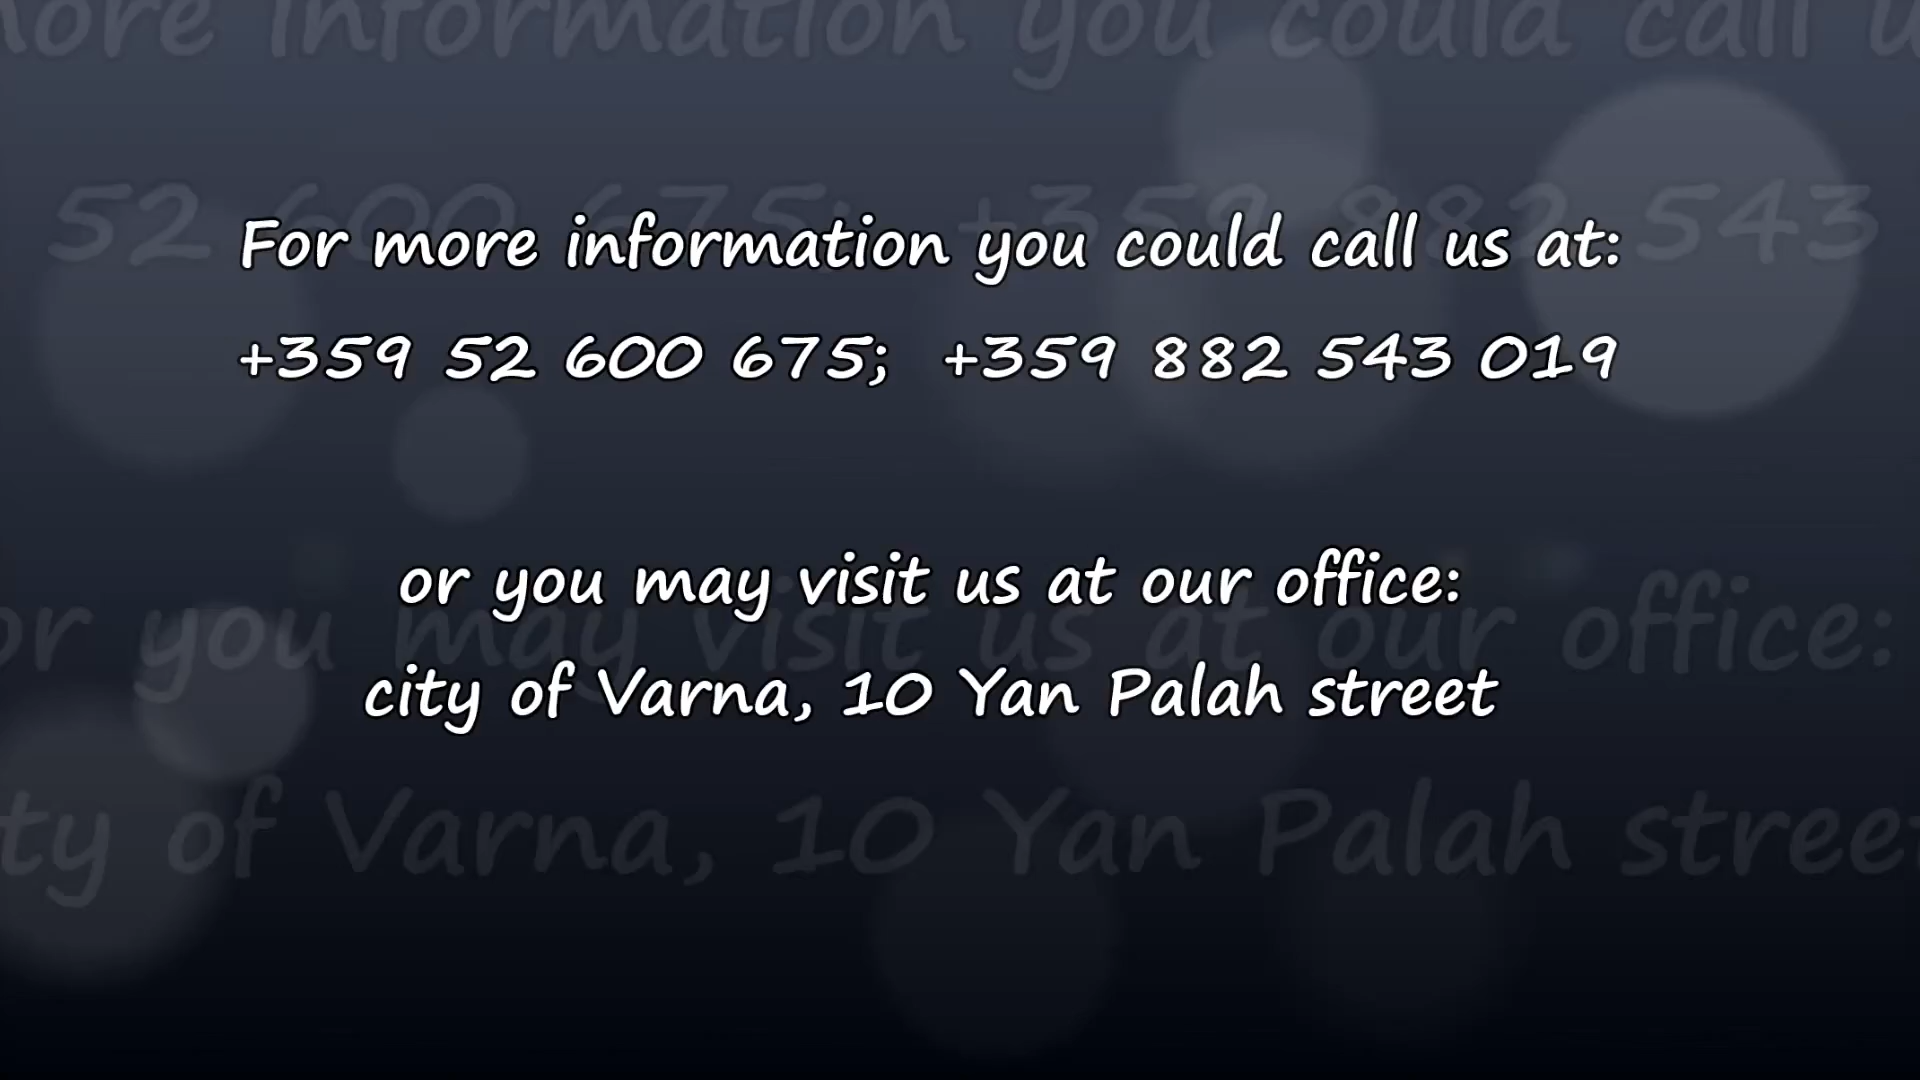 For more information you could call us at:
+359 52 600 675; +359 882 543 019
or you may visit us at our office:
city of Varna, 10 Yan Palah street